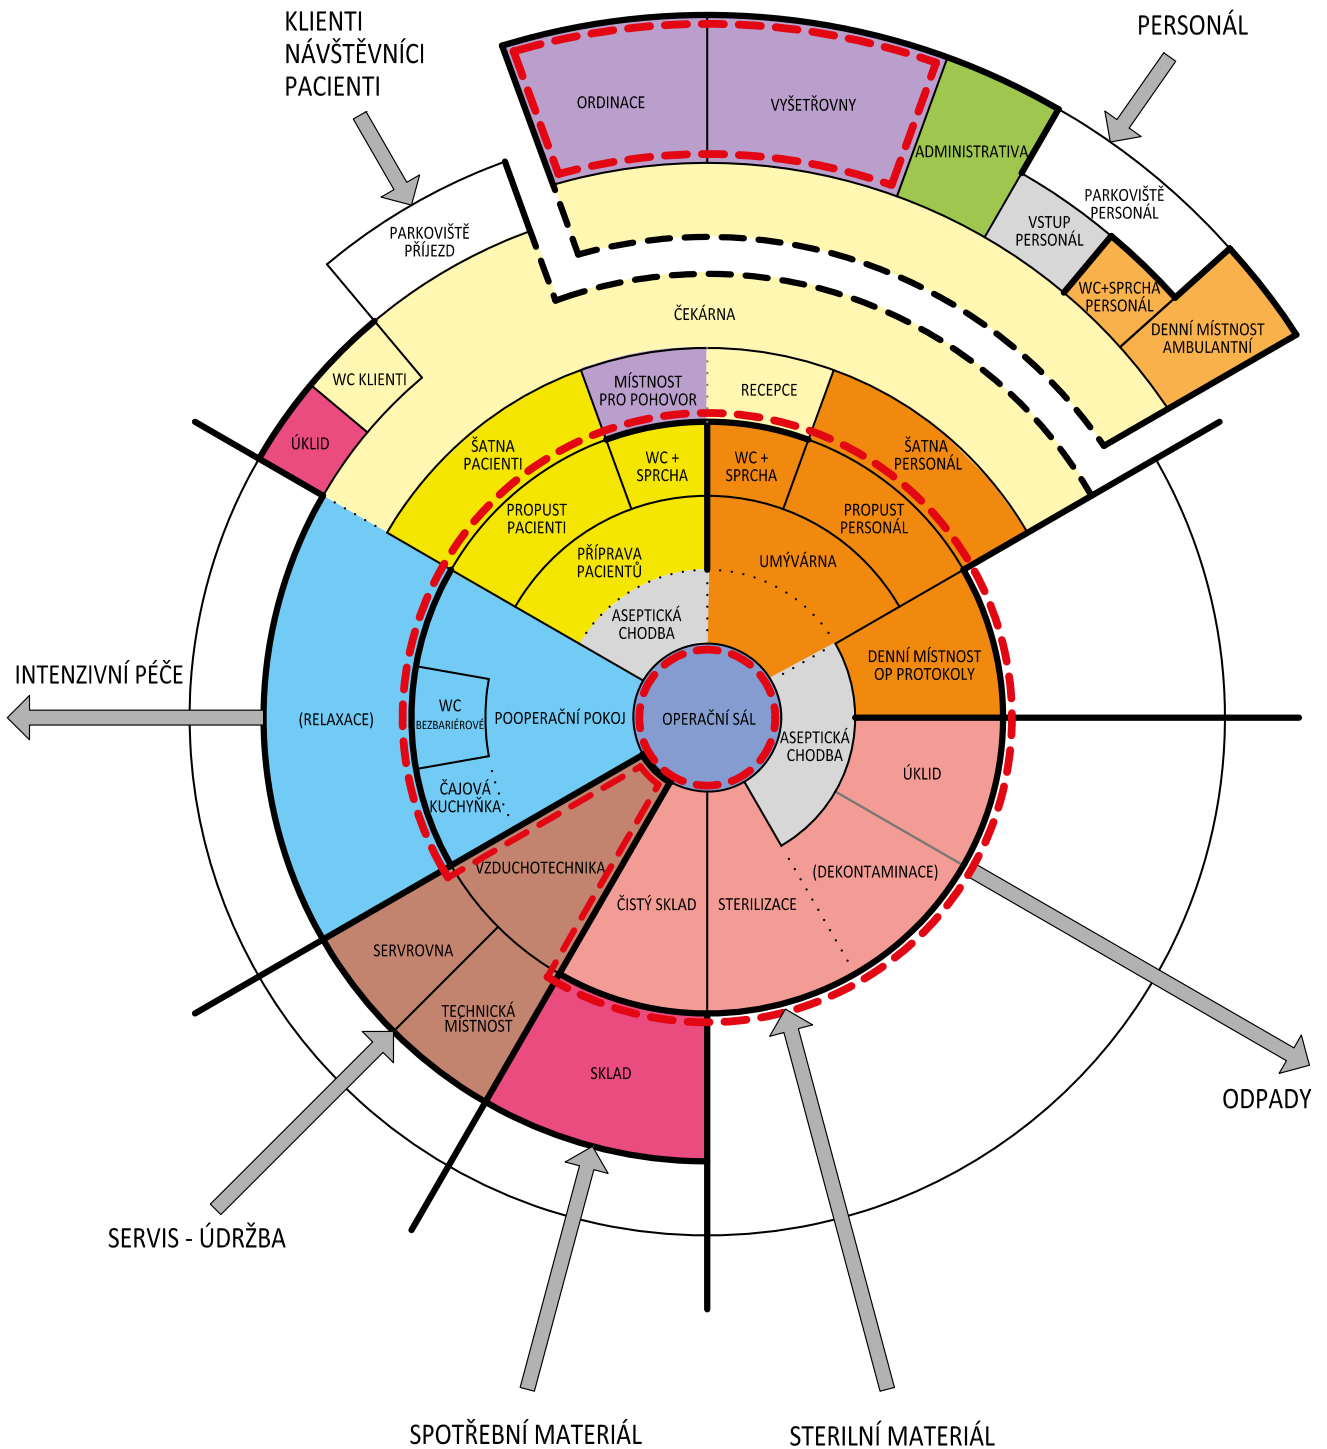 KLIENTI
NÁVŠTĚVNÍCI
PACIENTI
PERSONÁL
ORDINACE
VYŠETŘOVNY
ADMINISTRATIVA
PARKOVIŠTĚ
PERSONÁL
VSTUP
PERSONÁL
PARKOVIŠTĚ
PŘÍJEZD
WC+SPRCHA
PERSONÁL
DENNÍ MÍSTNOST
AMBULANTNÍ
ČEKÁRNA
WC KLIENTI
MÍSTNOST
PRO POHOVOR
RECEPCE
ÚKLID
ŠATNA
PACIENTI
ŠATNA
PERSONÁL
WC +
SPRCHA
WC +
SPRCHA
PROPUST
PACIENTI
PROPUST
PERSONÁL
PŘÍPRAVA
PACIENTŮ
UMÝVÁRNA
ASEPTICKÁ
CHODBA
DENNÍ MÍSTNOST
OP PROTOKOLY
INTENZIVNÍ PÉČE
(RELAXACE)
WC
BEZBARIÉROVÉ
POOPERAČNÍ POKOJ
OPERAČNÍ SÁL
ASEPTICKÁ
CHODBA
ÚKLID
ČAJOVÁ
KUCHYŇKA
VZDUCHOTECHNIKA
(DEKONTAMINACE)
ČISTÝ SKLAD
STERILIZACE
SERVROVNA
TECHNICKÁ
MÍSTNOST
SKLAD
ODPADY
SERVIS - ÚDRŽBA
SPOTŘEBNÍ MATERIÁL
STERILNÍ MATERIÁL